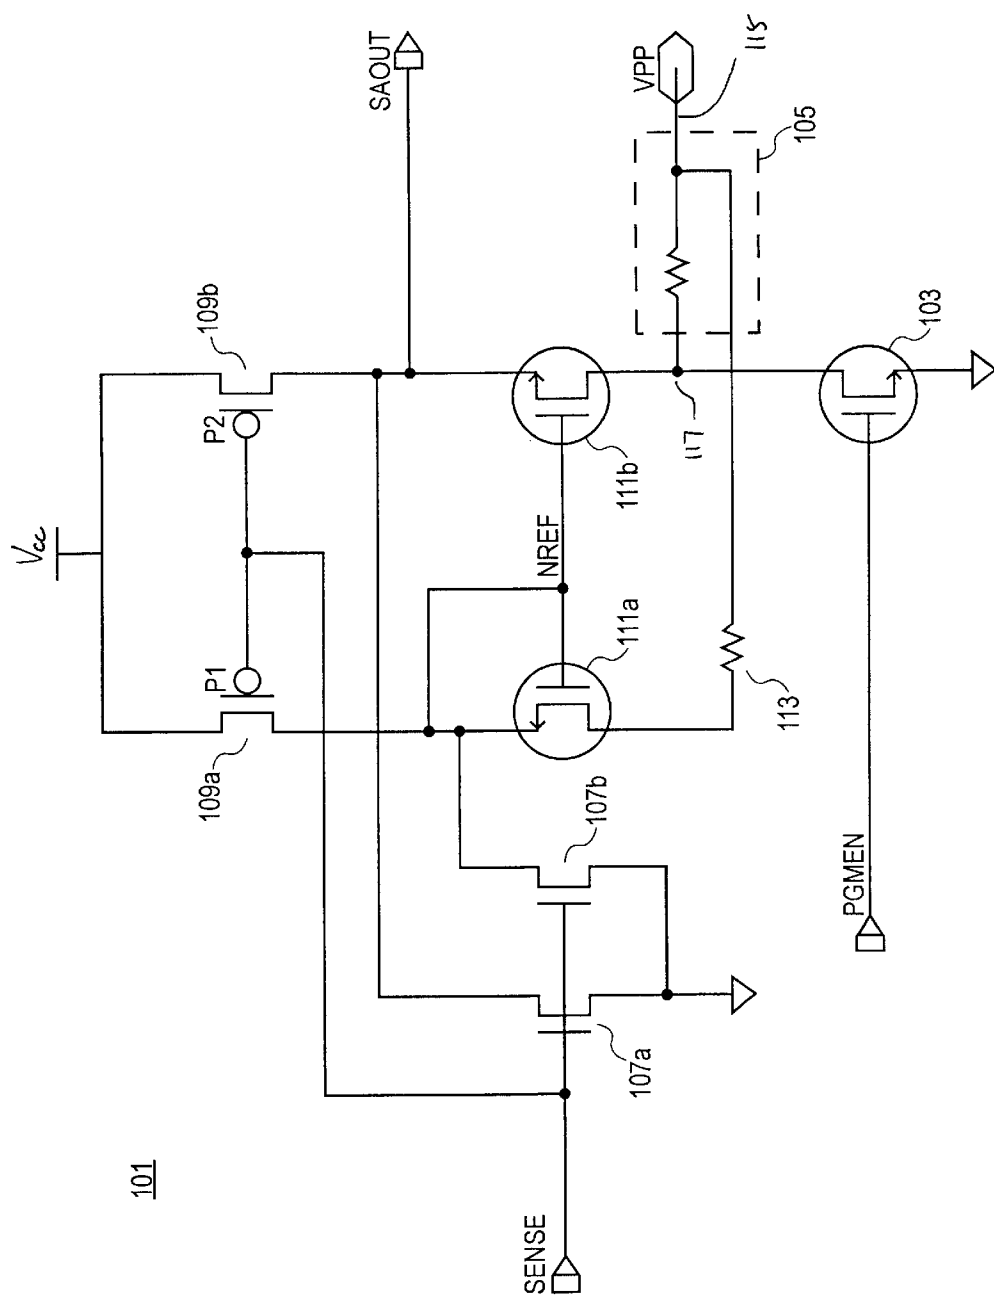 101
Vcc
109a
P1
P2
109b
SAOUT
SENSE
107a
107b
111a
NREF
111b
117
VPP
115
105
113
PGMEN
103